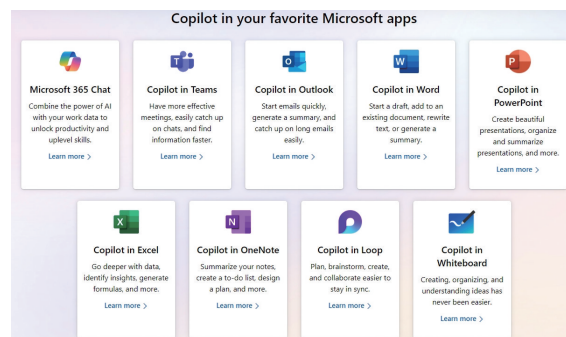 Copilot in your favorite Microsoft apps
Microsoft 365 Chat
Combine the power of AI
with your work data to
unlock productivity and
uplevel skills.
Learn more >
T
Copilot in Teams
Have more effective
meetings, easily catch up
on chats, and find
information faster.
Learn more >
O
Copilot in Outlook
Start emails quickly,
generate a summary, and
catch up on long emails
easily.
Learn more >
W
Copilot in Word
Start a draft, add to an
existing document, rewrite
text, or generate a
summary.
Learn more >
P
Copilot in
PowerPoint
Create beautiful
presentations, organize
and summarize
presentations, and more.
Learn more >
X
Copilot in Excel
Go deeper with data,
identify insights, generate
formulas, and more.
Learn more >
N
Copilot in OneNote
Summarize your notes,
create a to-do list, design
a plan, and more.
Learn more >
Copilot in Loop
Plan, brainstorm, create,
and collaborate easier to
stay in sync.
Learn more >
Copilot in
Whiteboard
Creating, organizing, and
understanding ideas has
never been easier.
Learn more >